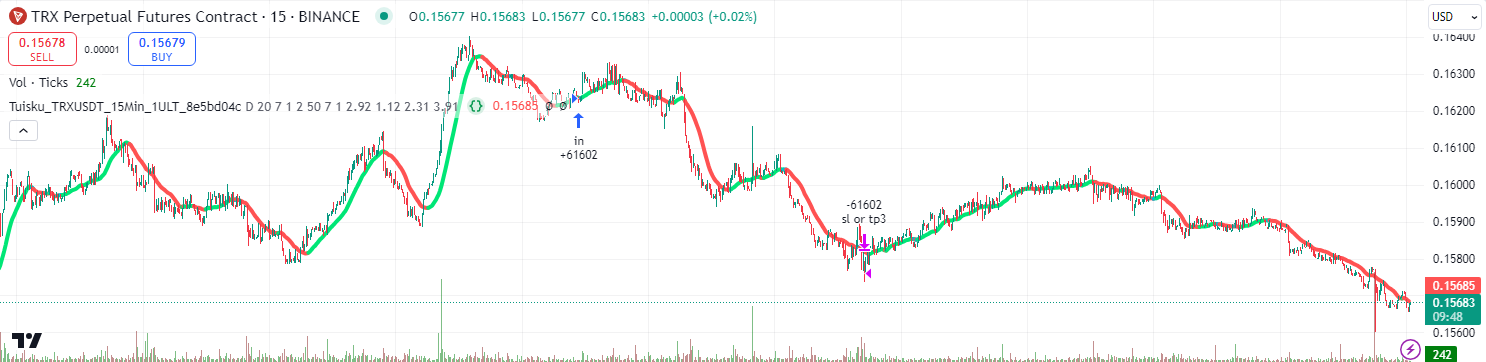 TRX Perpetual Futures Contract · 15 · BINANCE O0.15677 H0.15683 L0.15677 C0.15683 +0.00003 (+0.02%)
USD
0.15678
SELL
0.00001
0.15679
BUY
Vol · Ticks 242
Tuisku_TRXUSDT_15Min_1ULT_8e5bd04c D 20 7 1 2 50 7 1 2.92 1.12 2.31 3.91 {} 0.15685 ∅ ∅
in
+61602
-61602
sl or tp3
0.16400
0.16300
0.16200
0.16100
0.16000
0.15900
0.15800
0.15685
0.15683
09:48
0.15600
242